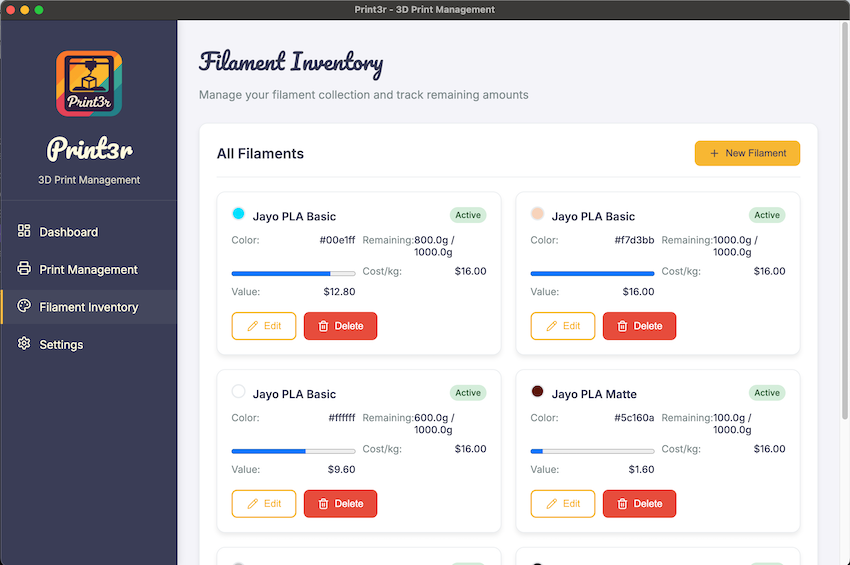 Print3r - 3D Print Management
Print3r
Print3r
3D Print Management
Dashboard
Print Management
Filament Inventory
Settings
Filament Inventory
Manage your filament collection and track remaining amounts
All Filaments
+ New Filament
Jayo PLA Basic Active
Color: #00e1ff Remaining: 800.0g /
1000.0g
Cost/kg: $16.00
Value: $12.80
Edit Delete
Jayo PLA Basic Active
Color: #f7d3bb Remaining: 1000.0g /
1000.0g
Cost/kg: $16.00
Value: $16.00
Edit Delete
Jayo PLA Basic Active
Color: #ffffff Remaining: 600.0g /
1000.0g
Cost/kg: $16.00
Value: $9.60
Edit Delete
Jayo PLA Matte Active
Color: #5c160a Remaining: 100.0g /
1000.0g
Cost/kg: $16.00
Value: $1.60
Edit Delete